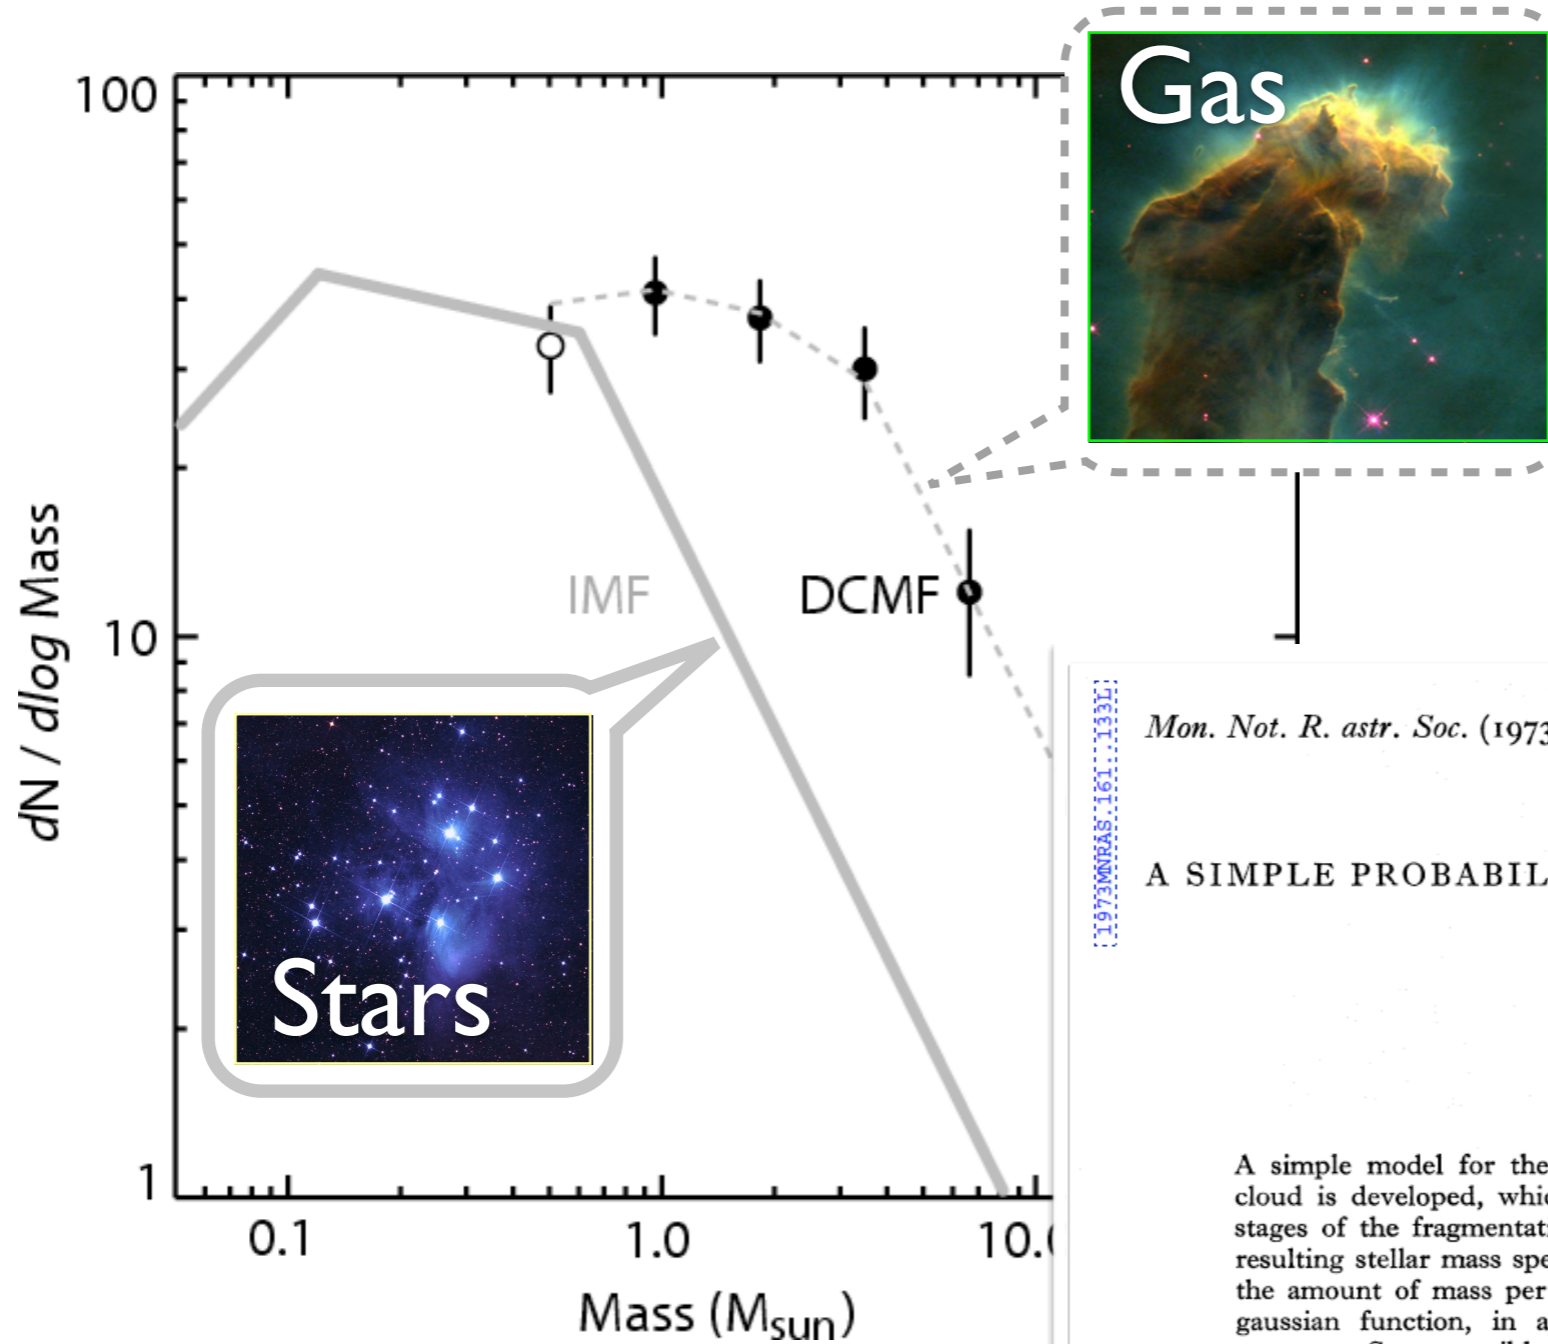 100
Gas
IMF
DCMF
10
dN / dlog Mass
Stars
1
0.1
1.0
10.
Mass (Msun)
1973MNRAS.161..133L
Mon. Not. R. astr. Soc. (1973
A SIMPLE PROBABIL
A simple model for the
cloud is developed, whic
stages of the fragmentat
resulting stellar mass spe
the amount of mass per
gaussian function, in a